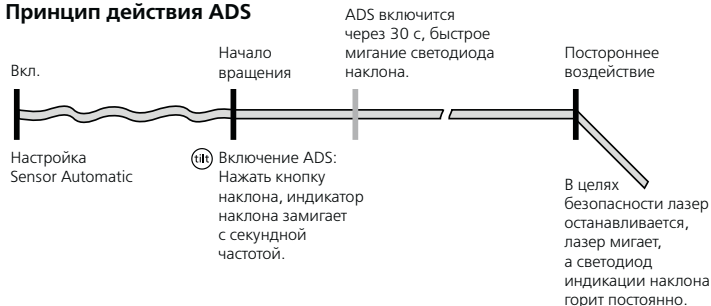 Принцип действия ADS
Вкл.
Начало
вращения
ADS включится
через 30 с, быстрое
мигание светодиода
наклона.
Постороннее
воздействие
Настройка
Sensor Automatic
tilt
Включение ADS:
Нажать кнопку
наклона, индикатор
наклона замигает
с секундной
частотой.
В целях
безопасности лазер
останавливается,
лазер мигает,
а светодиод
индикации наклона
горит постоянно.